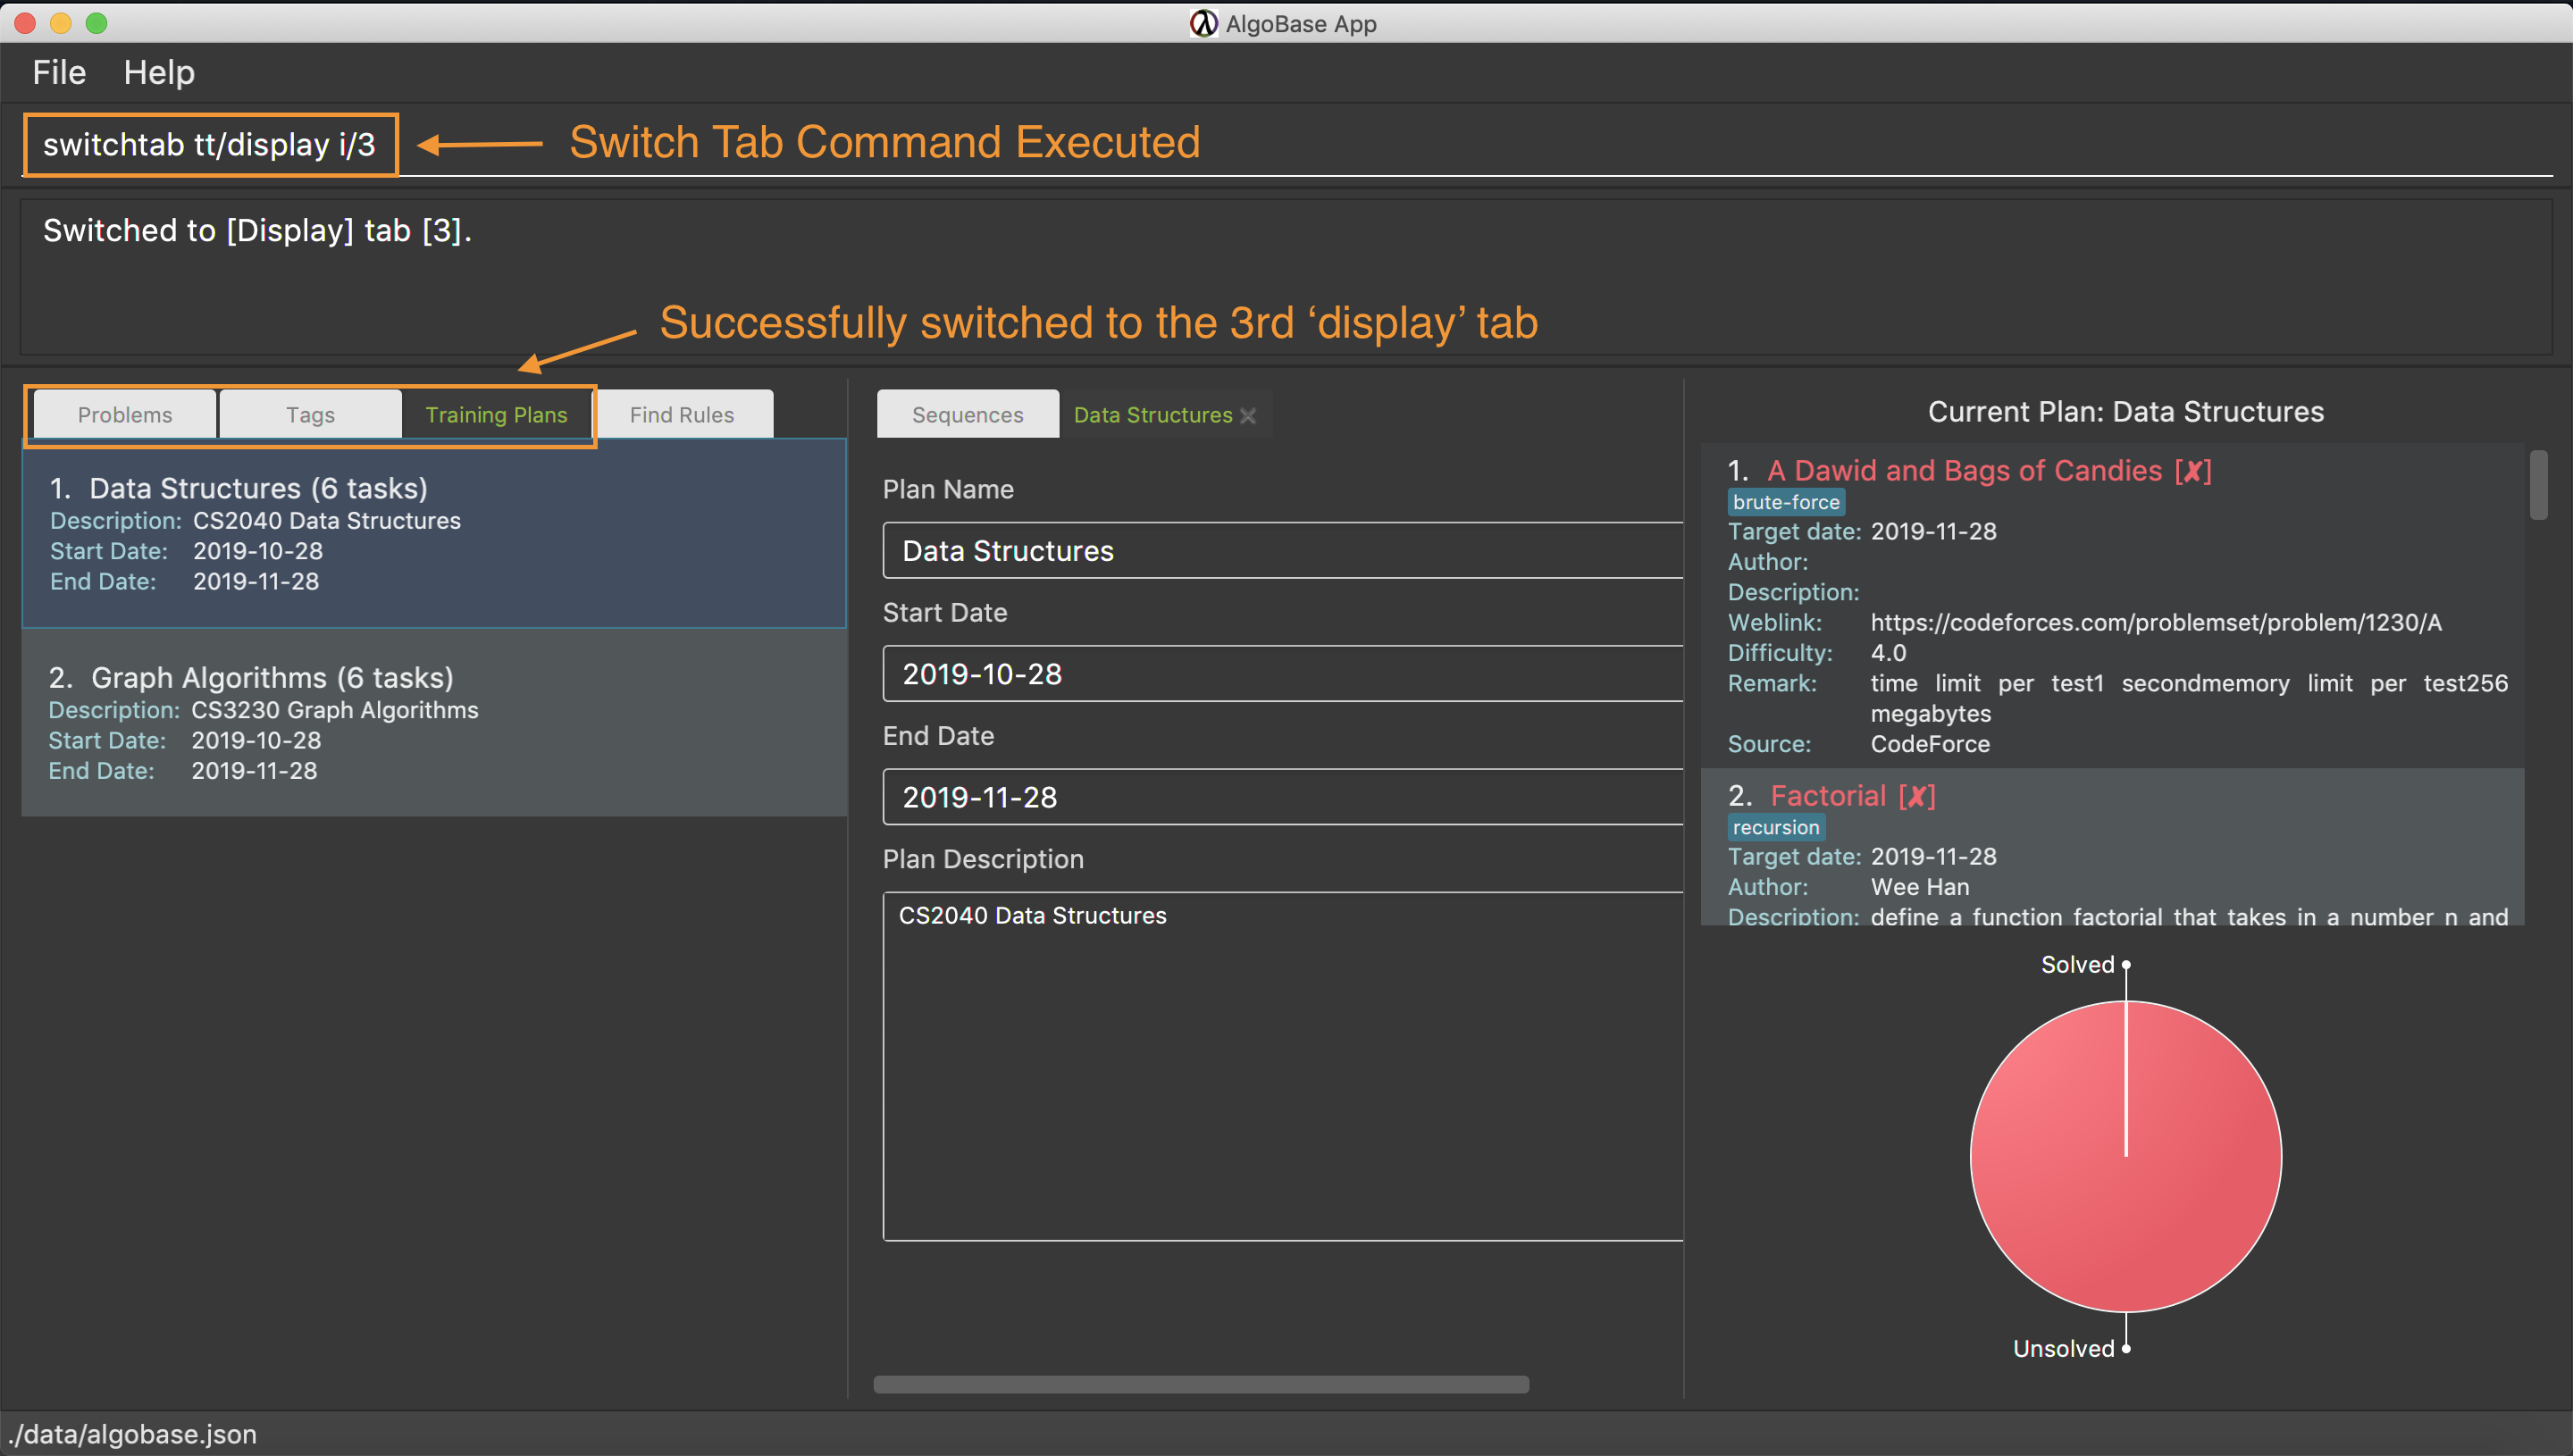 AlgoBase App
File Help
switchtab tt/display i/3
Switch Tab Command Executed
Switched to [Display] tab [3].
Successfully switched to the 3rd ‘display’ tab
Problems Tags Training Plans Find Rules
1. Data Structures (6 tasks)
Description: CS2040 Data Structures
Start Date: 2019-10-28
End Date: 2019-11-28
2. Graph Algorithms (6 tasks)
Description: CS3230 Graph Algorithms
Start Date: 2019-10-28
End Date: 2019-11-28
Sequences Data Structures
Plan Name
Data Structures
Start Date
2019-10-28
End Date
2019-11-28
Plan Description
CS2040 Data Structures
Current Plan: Data Structures
1. A Dawid and Bags of Candies [✘]
brute-force
Target date: 2019-11-28
Author:
Description:
Weblink: https://codeforces.com/problemset/problem/1230/A
Difficulty: 4.0
Remark: time limit per test1 secondmemory limit per test256
megabytes
Source: CodeForce
2. Factorial [✘]
recursion
Target date: 2019-11-28
Author: Wee Han
Description: define a function factorial that takes in a number n and
Solved
Unsolved
./data/algobase.json